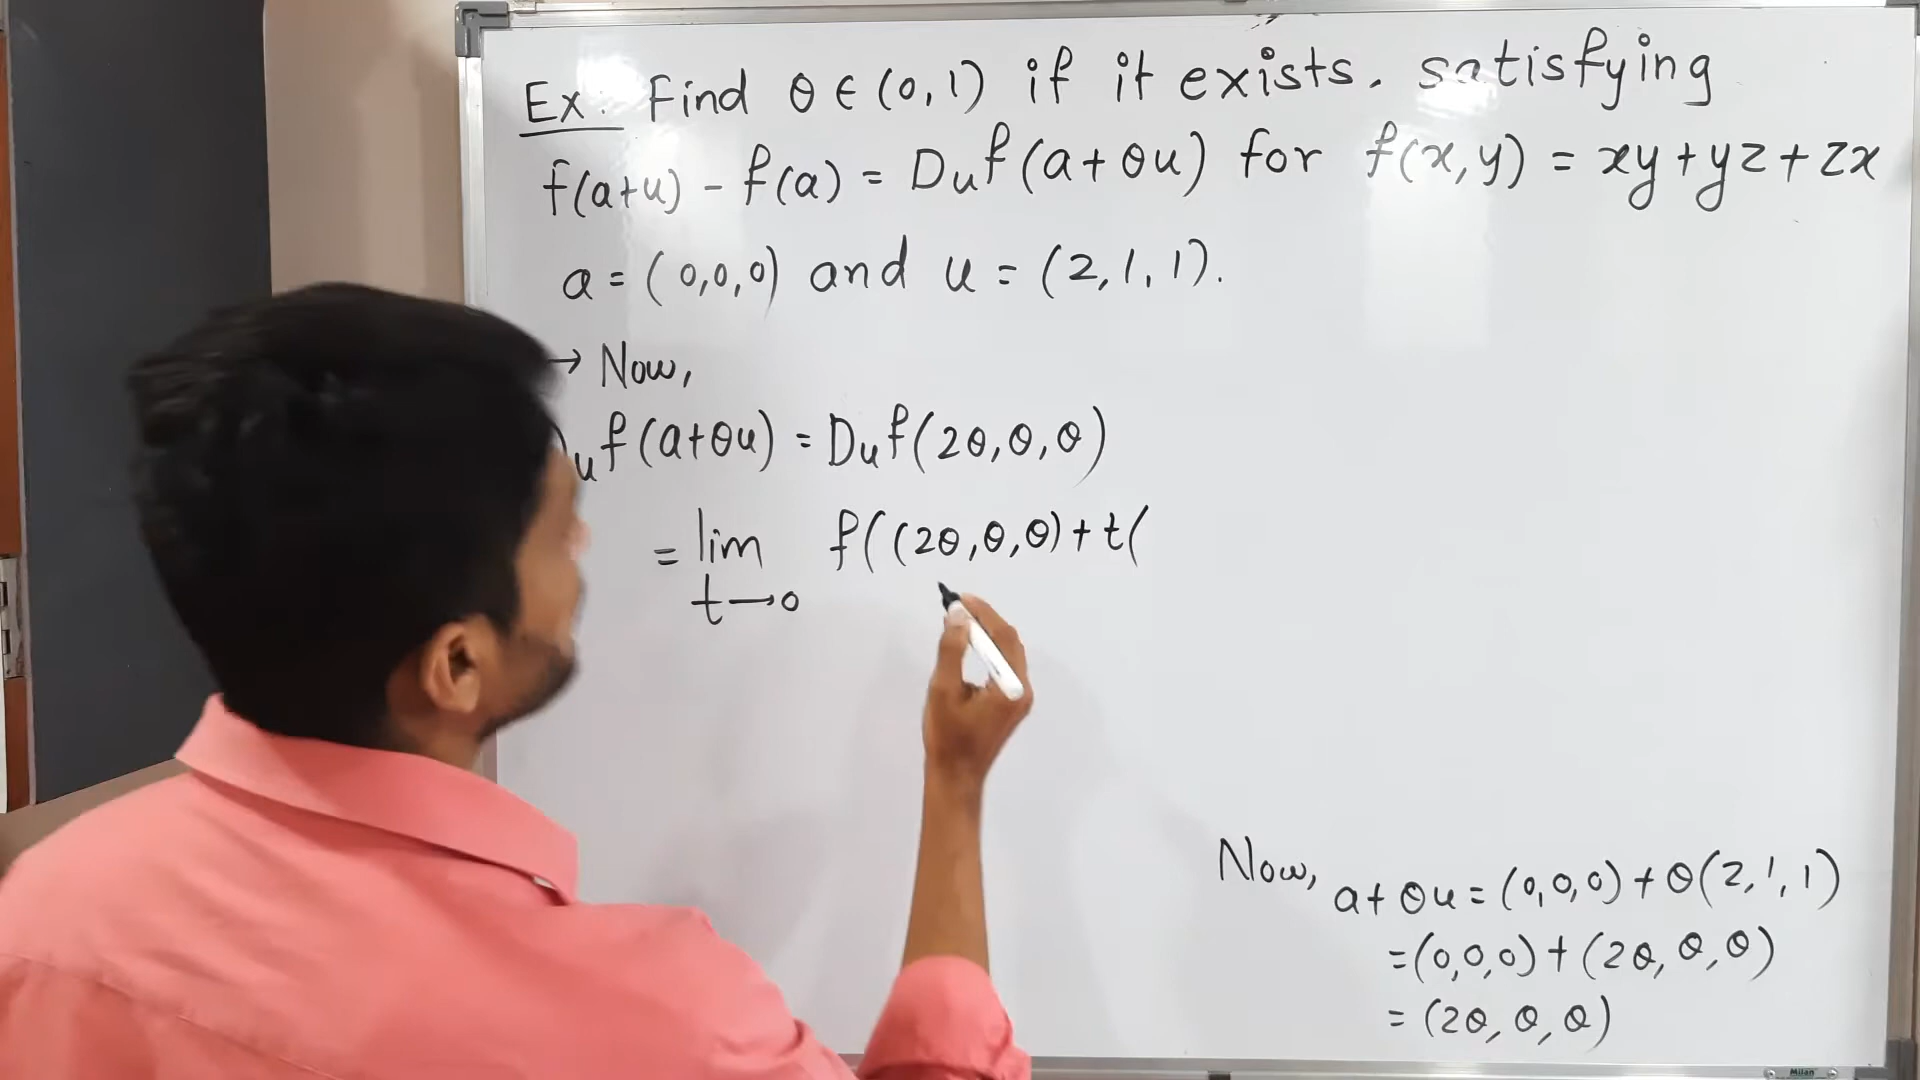 Ex: Find θ ∈ (0,1) if it exists. satisfying
f(a+u) - f(a) = Duf(a+θu) for f(x,y) = xy+yz+zx
a = (0,0,0) and u = (2,1,1).
→ Now,
uf(a+θu) = Duf(2θ,θ,θ)
= lim f((2θ,θ,θ)+t(
t→0
Now, a+θu = (0,0,0)+θ(2,1,1)
=(0,0,0)+(2θ,θ,θ)
= (2θ,θ,θ)
Milan